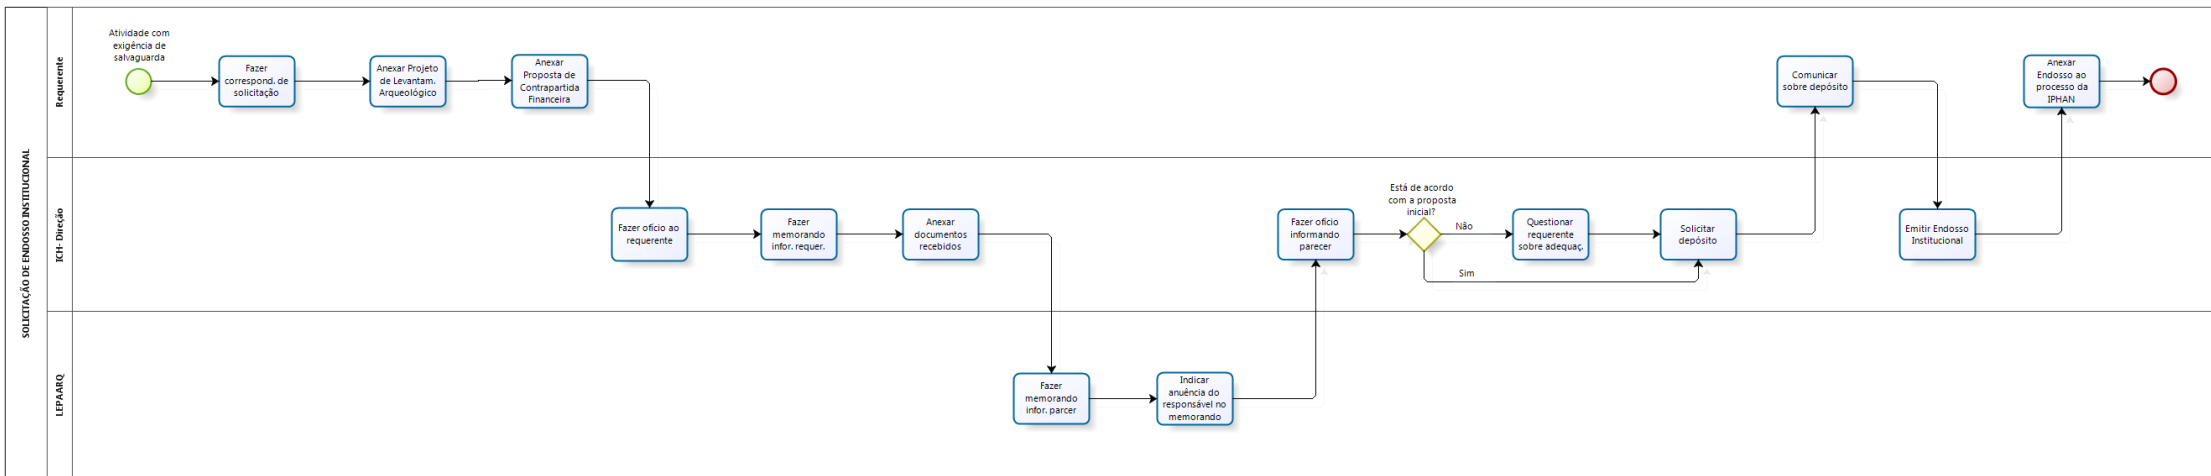 SOLICITAÇÃO DE ENDOSSO INSTITUCIONAL
Requerente
Atividade com
exigência de
salvaguarda
Fazer
correspond. de
solicitação
Anexar Projeto
de Levantam.
Arqueológico
Anexar
Proposta de
Contrapartida
Financeira
Comunicar
sobre depósito
Anexar
Endosso ao
processo da
IPHAN
ICH- Direção
Fazer ofício ao
requerente
Fazer
memorando
infor. requer.
Anexar
documentos
recebidos
Fazer ofício
informando
parecer
Está de acordo
com a proposta
inicial?
Não
Sim
Questionar
requerente
sobre adequaç.
Solicitar
depósito
Emitir Endosso
Institucional
LEPAARQ
Fazer
memorando
infor. parcer
Indicar
anuência do
responsável no
memorando